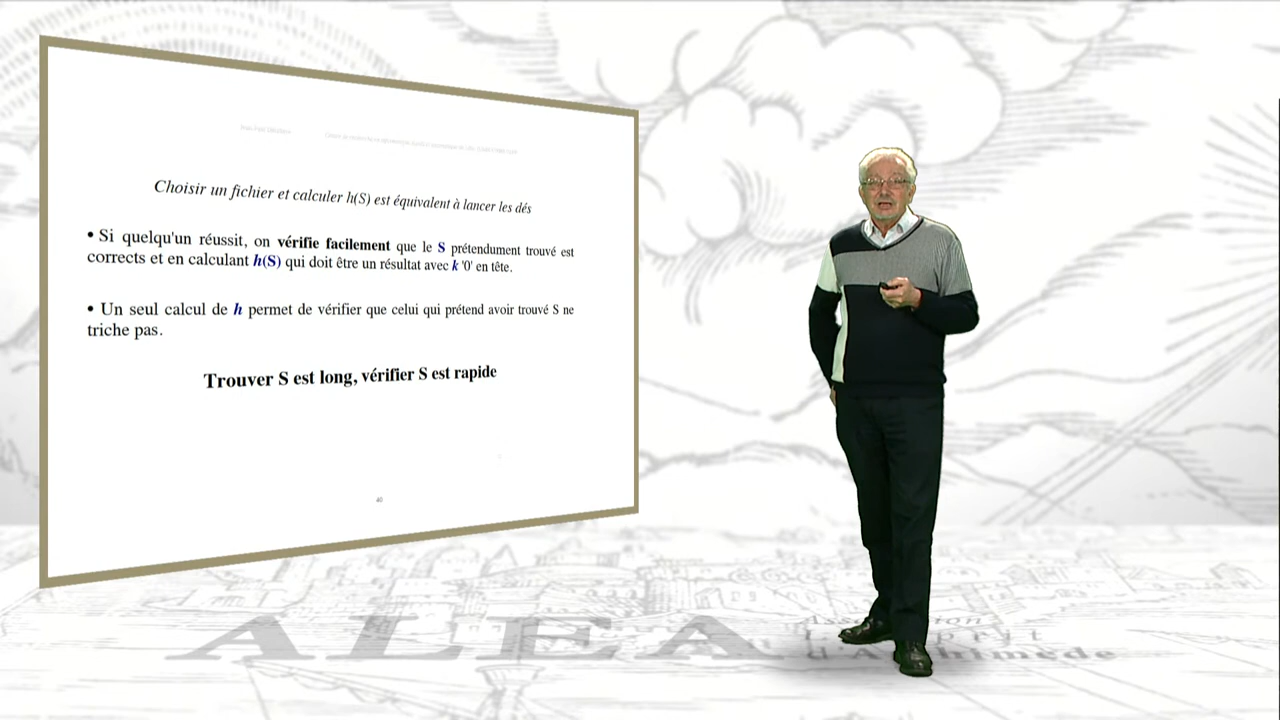 Choisir un fichier et calculer h(S) est équivalent à lancer les dés
• Si quelqu'un réussit, on vérifie facilement que le S prétendument trouvé est
corrects et en calculant h(S) qui doit être un résultat avec k '0' en tête.
• Un seul calcul de h permet de vérifier que celui qui prétend avoir trouvé S ne
triche pas.
Trouver S est long, vérifier S est rapide
40
ALEA